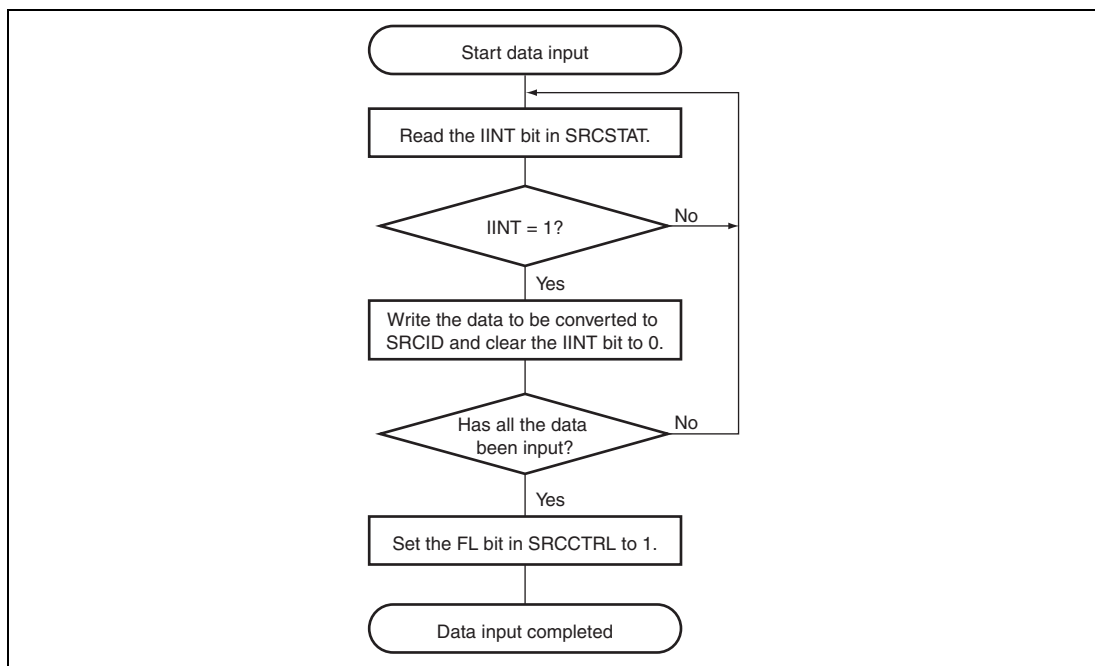 Start data input
Read the IINT bit in SRCSTAT.
IINT = 1?
No
Yes
Write the data to be converted to
SRCID and clear the IINT bit to 0.
Has all the data
been input?
No
Yes
Set the FL bit in SRCCTRL to 1.
Data input completed